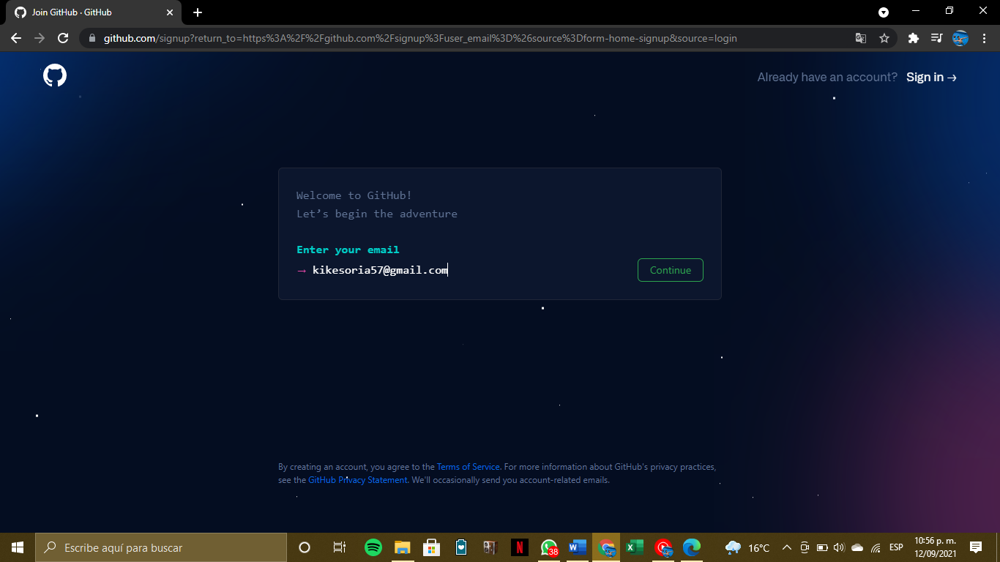 Join GitHub · GitHub
github.com/signup?return_to=https%3A%2F%2Fgithub.com%2Fsignup%3Fuser_email%3D%26source%3Dform-home-signup&source=login
Already have an account? Sign in →
Welcome to GitHub!
Let’s begin the adventure
Enter your email
→ kikesoria57@gmail.com
Continue
By creating an account, you agree to the Terms of Service. For more information about GitHub's privacy practices,
see the GitHub Privacy Statement. We'll occasionally send you account-related emails.
Escribe aquí para buscar
38
16°C
ESP
10:56 p. m.
12/09/2021